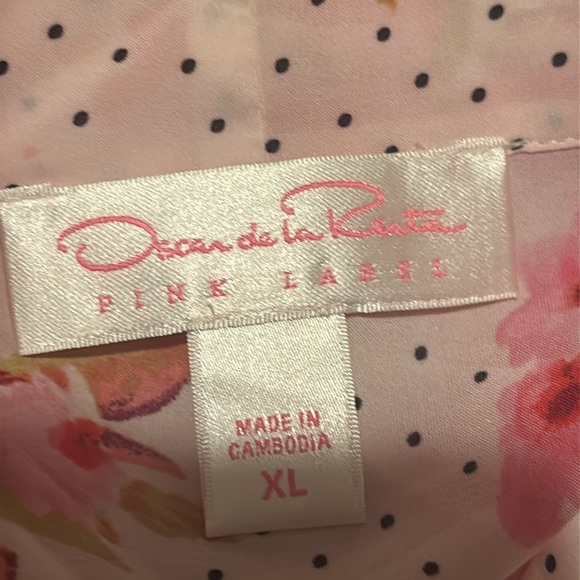 Oscar de la Renta
PINK LABEL
MADE IN
CAMBODIA
XL